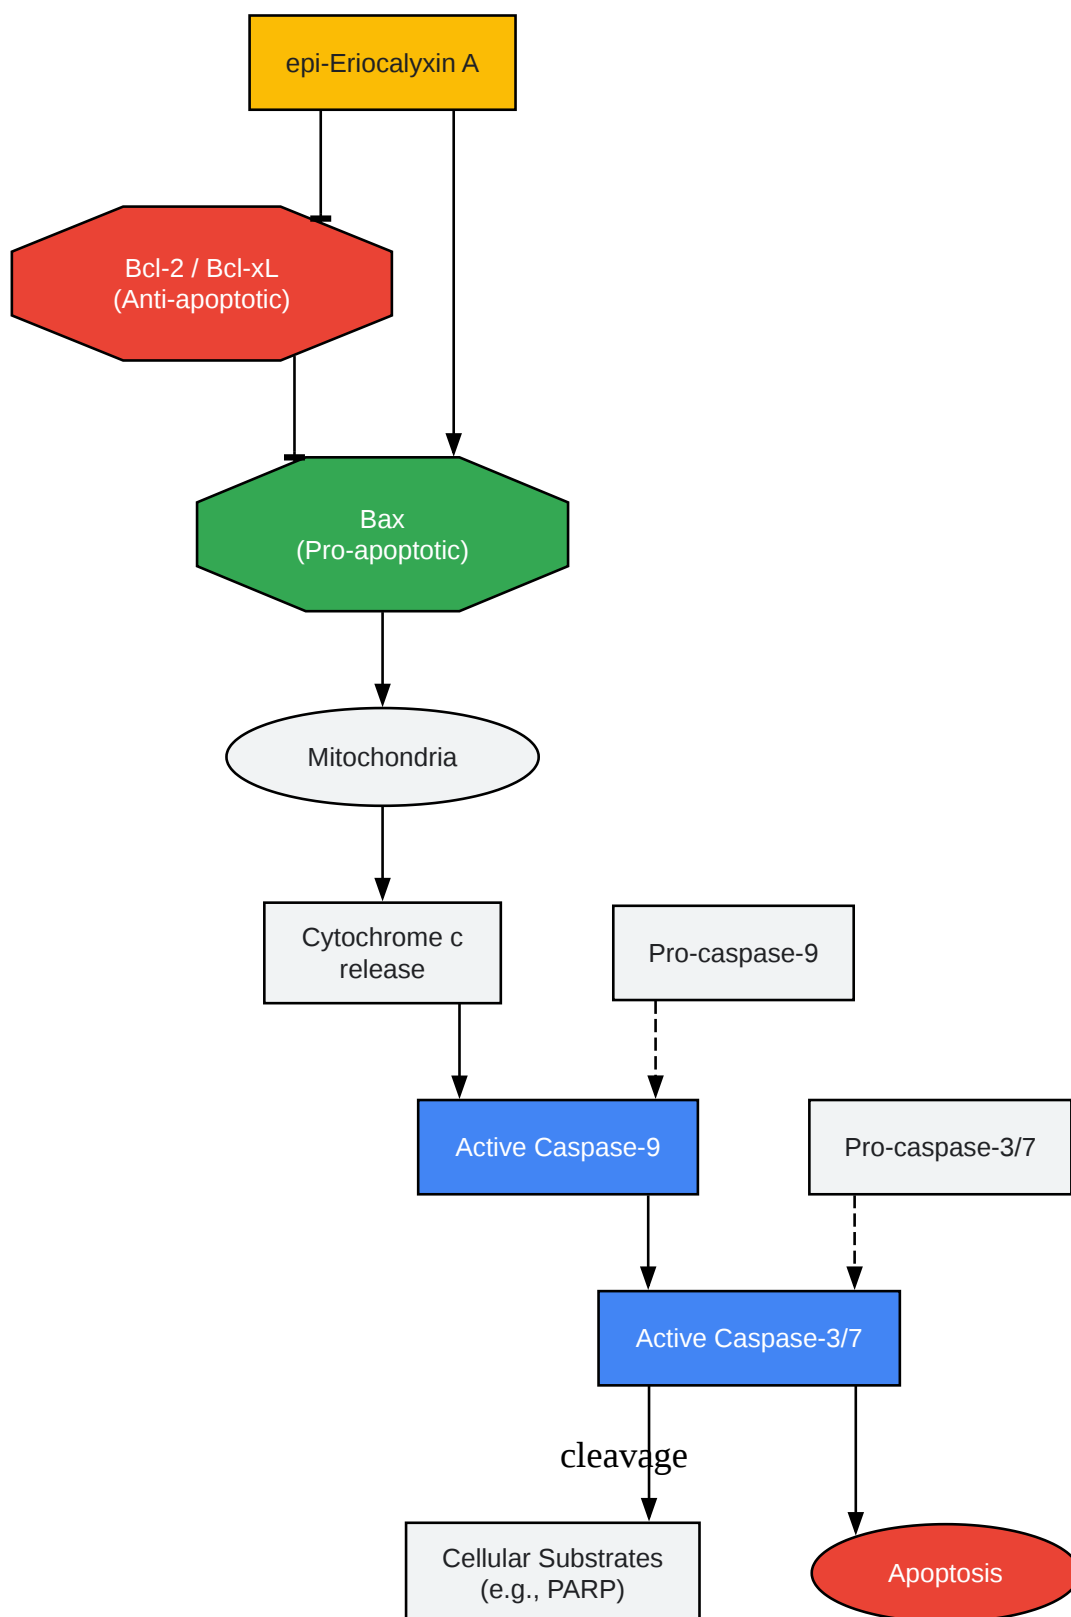 epi-Eriocalyxin A
Bcl-2 / Bcl-xL
(Anti-apoptotic)
Bax
(Pro-apoptotic)
Mitochondria
Cytochrome c
release
Pro-caspase-9
Active Caspase-9
Pro-caspase-3/7
Active Caspase-3/7
cleavage
Cellular Substrates
(e.g., PARP)
Apoptosis